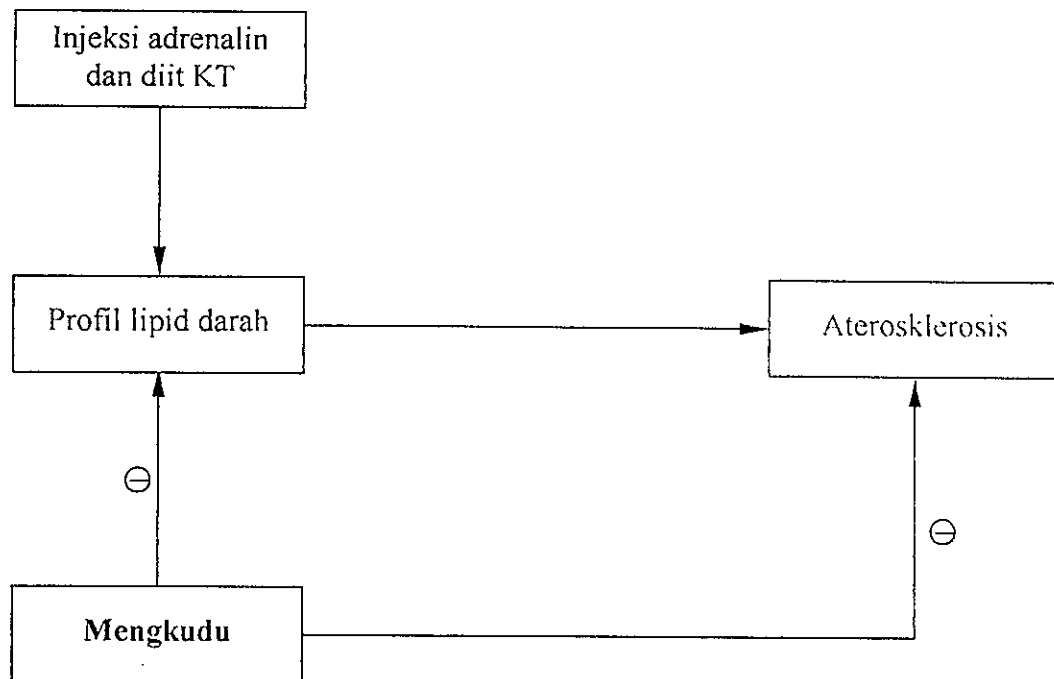 Injeksi adrenalin
dan diit KT
Profil lipid darah
Aterosklerosis
⊖
⊖
Mengkudu